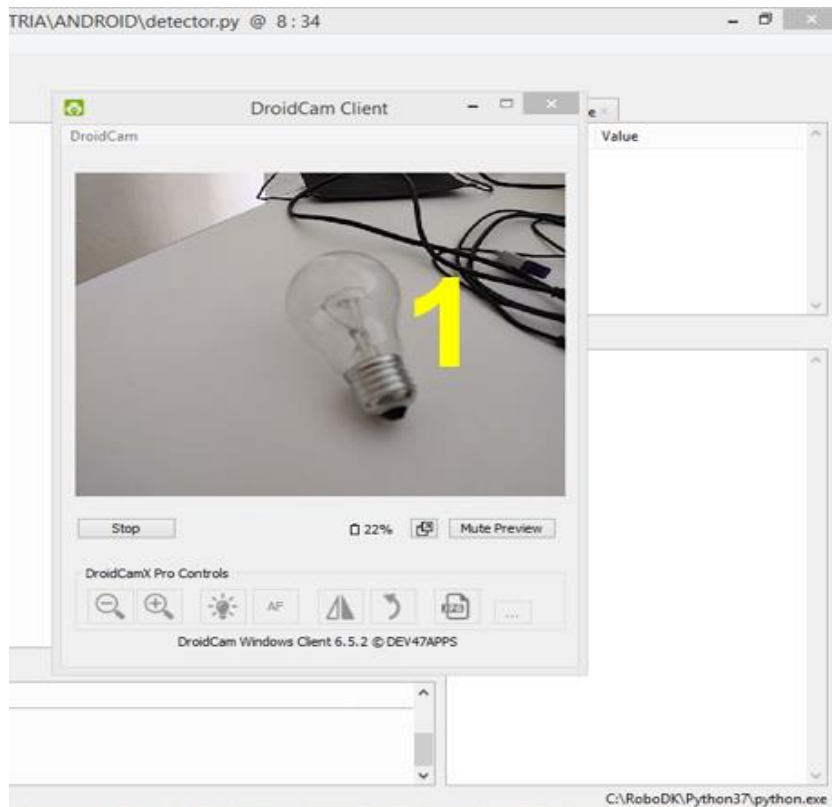 TRIA\ANDROID\detector.py @ 8:34
DroidCam Client
DroidCam
e
Value
1
Stop
22%
Mute Preview
DroidCamX Pro Controls
AF
...
DroidCam Windows Client 6.5.2 © DEV47APPS
C:\RoboDK\Python37\python.exe